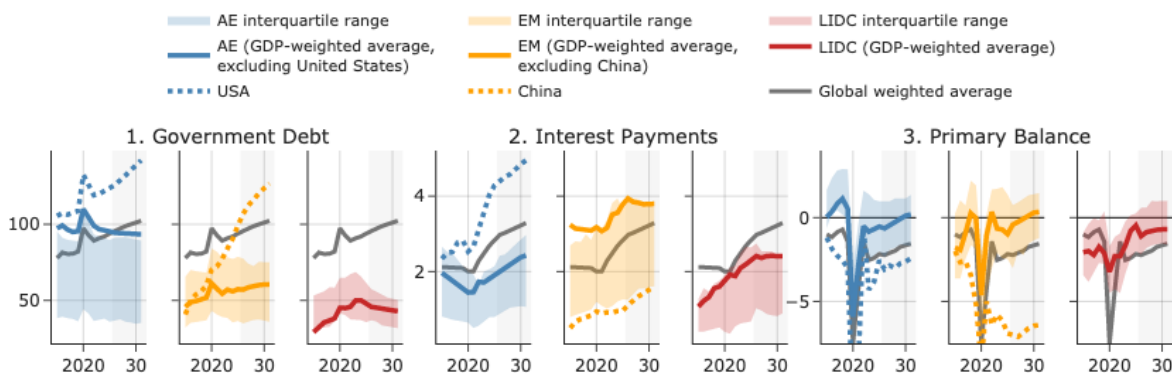 AE interquartile range
EM interquartile range
LIDC interquartile range
AE (GDP-weighted average,
excluding United States)
EM (GDP-weighted average,
excluding China)
LIDC (GDP-weighted average)
USA
China
Global weighted average
1. Government Debt
2. Interest Payments
3. Primary Balance
100
50
4
2
0
−5
2020 30 2020 30 2020 30 2020 30 2020 30 2020 30 2020 30 2020 30 2020 30